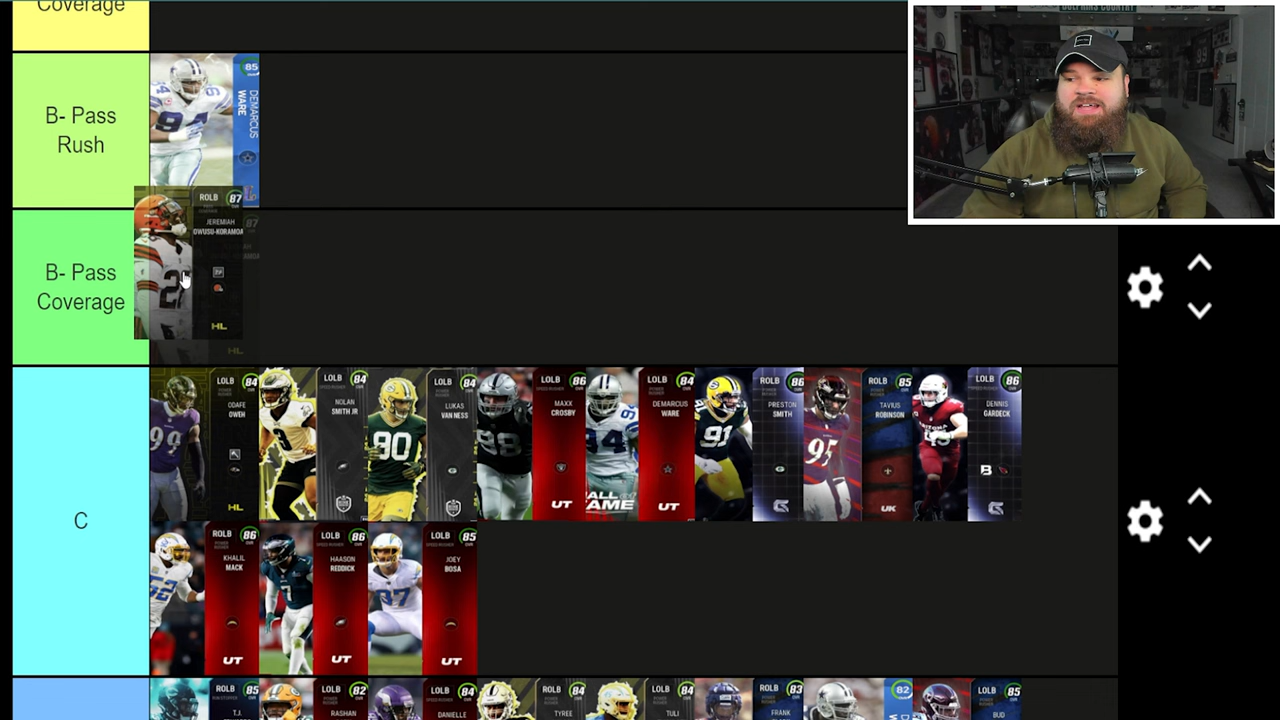 Coverage
DOLPHINS COUNTRY
B- Pass
Rush
85
DEMARCUS
WARE
B- Pass
Coverage
ROLB 87
JEREMIAH
OWUSU-KORAMOA
HL
C
LOLB 84
ODAFE
OWEH
HL
LOLB 84
NOLAN
SMITH JR
LOLB 84
LUKAS
VAN NESS
LOLB 86
MAXX
CROSBY
UT
LOLB 84
DEMARCUS
WARE
UT
ROLB 86
PRESTON
SMITH
ROLB 85
TAVIUS
ROBINSON
UK
LOLB 86
DENNIS
GARDECK
ROLB 86
KHALIL
MACK
UT
LOLB 86
HAASON
REDDICK
UT
LOLB 85
JOEY
BOSA
UT
ROLB 85
T.J.
LOLB 82
RASHAN
LOLB 84
DANIELLE
ROLB 84
TYREE
LOLB 84
TULI
ROLB 83
FRANK
82
LOLB 85
BUD